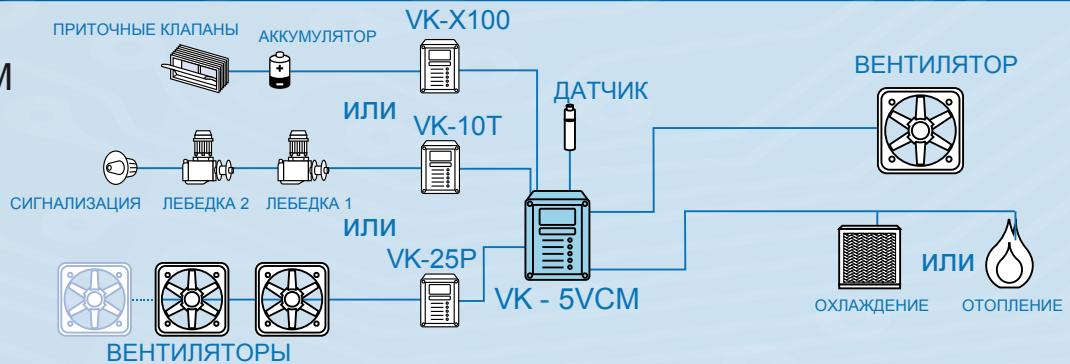 VK-X100
ПРИТОЧНЫЕ КЛАПАНЫ
АККУМУЛЯТОР
М
ИЛИ
ДАТЧИК
ВЕНТИЛЯТОР
VK-10T
СИГНАЛИЗАЦИЯ
ЛЕБЕДКА 2
ЛЕБЕДКА 1
ИЛИ
VK-25P
VK - 5VCM
ИЛИ
ОХЛАЖДЕНИЕ
ОТОПЛЕНИЕ
ВЕНТИЛЯТОРЫ